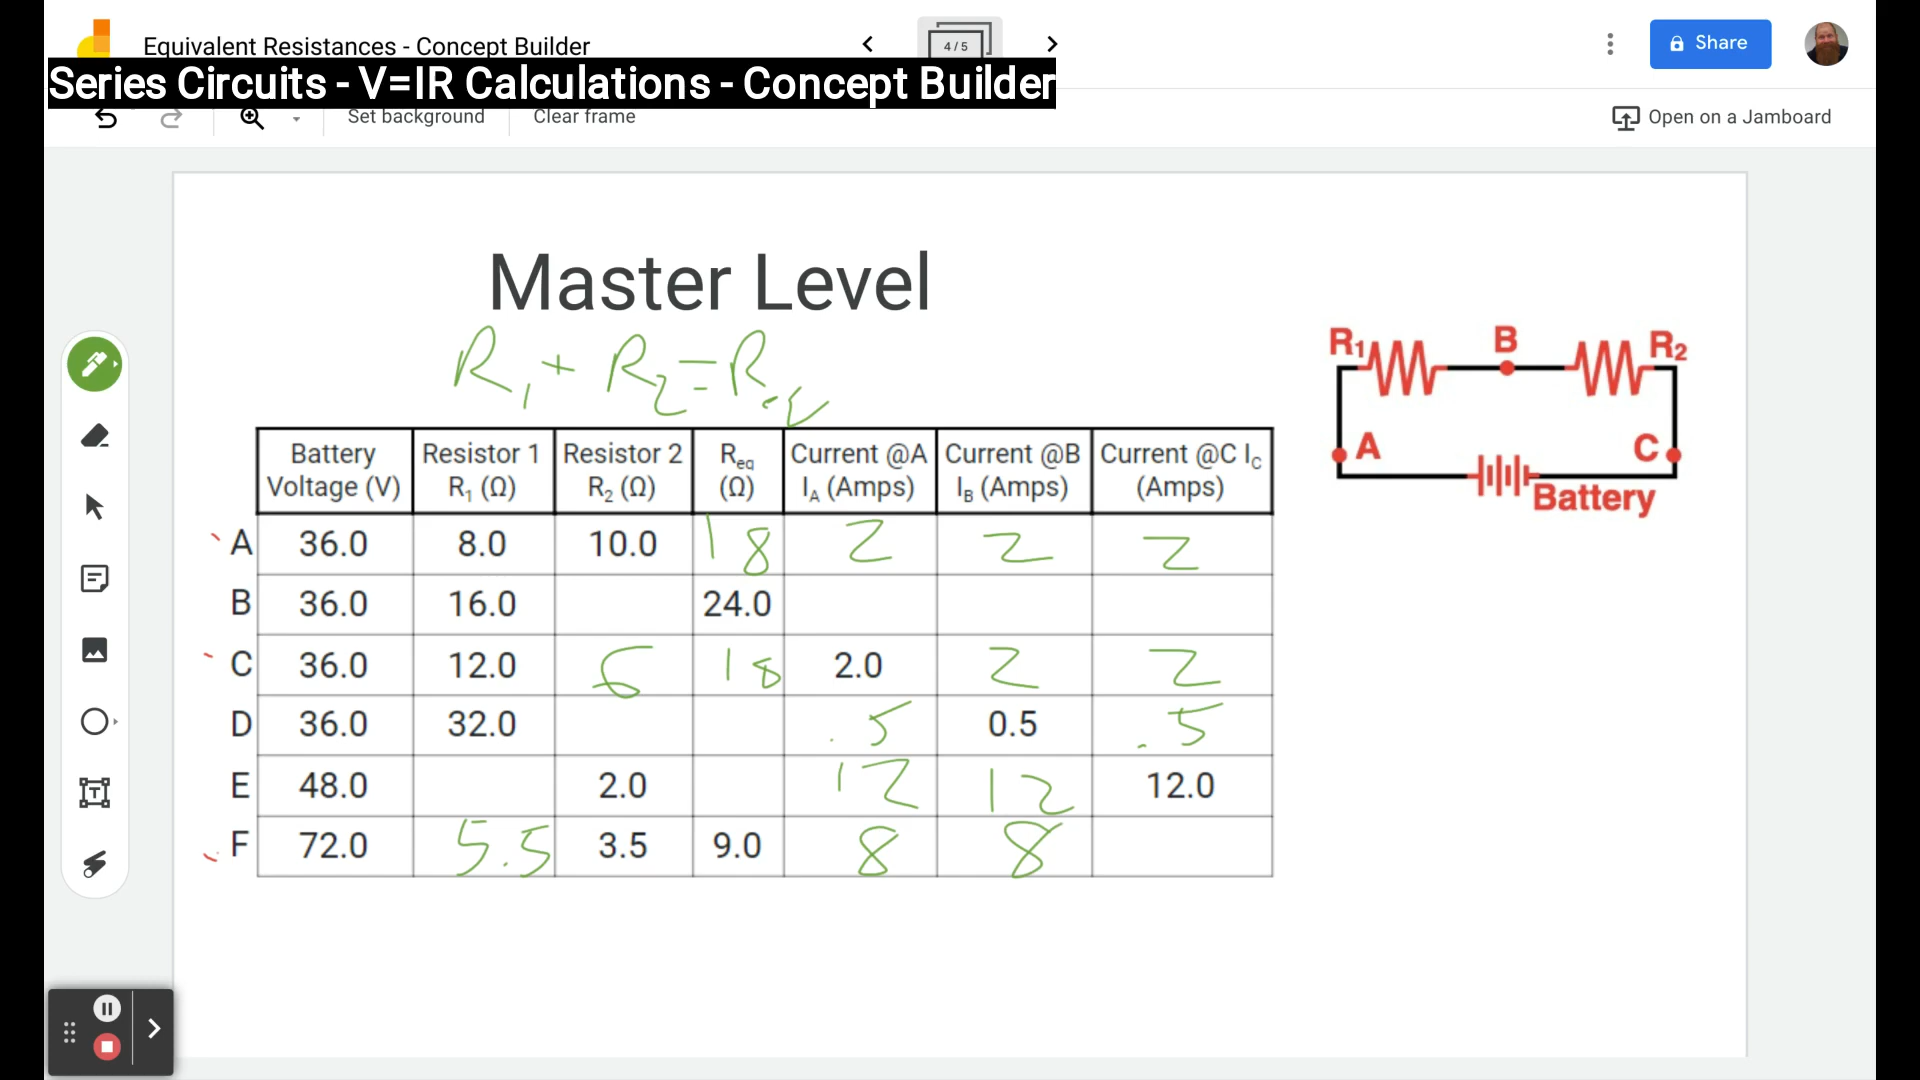 Equivalent Resistances - Concept Builder
4 / 5
Share
Series Circuits - V=IR Calculations - Concept Builder
Set background
Clear frame
Open on a Jamboard
Master Level
R₁ + R₂ = Req
R₁ B R₂
A C
Battery
Battery Voltage (V) Resistor 1 R₁ (Ω) Resistor 2 R₂ (Ω) Req (Ω) Current @A I_A (Amps) Current @B I_B (Amps) Current @C I_C (Amps)
A 36.0 8.0 10.0 18 2 2 2
B 36.0 16.0 24.0
C 36.0 12.0 6 18 2.0 2 2
D 36.0 32.0 .5 0.5 .5
E 48.0 2.0 12 12 12.0
F 72.0 5.5 3.5 9.0 8 8